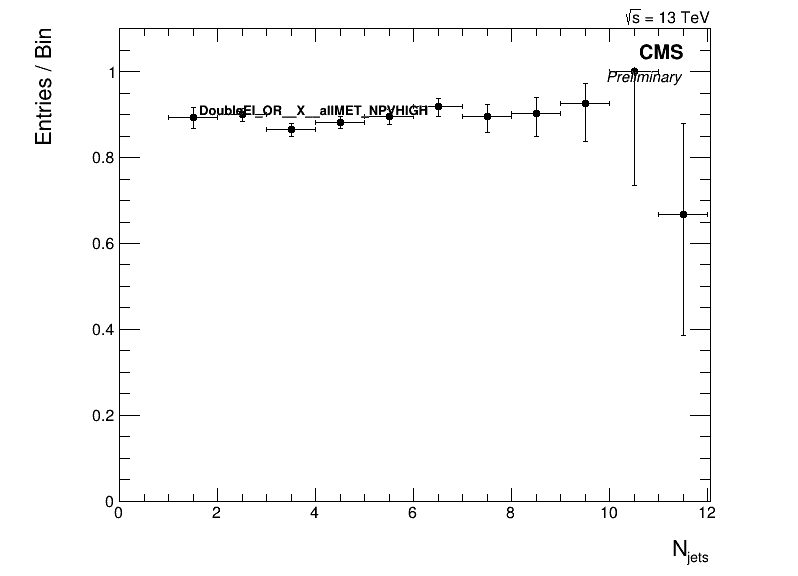 √s = 13 TeV
CMS
Preliminary
DoubleEl_OR__X__allMET_NPVHIGH
Entries / Bin
1
0.8
0.6
0.4
0.2
0
0 2 4 6 8 10 12
N_jets